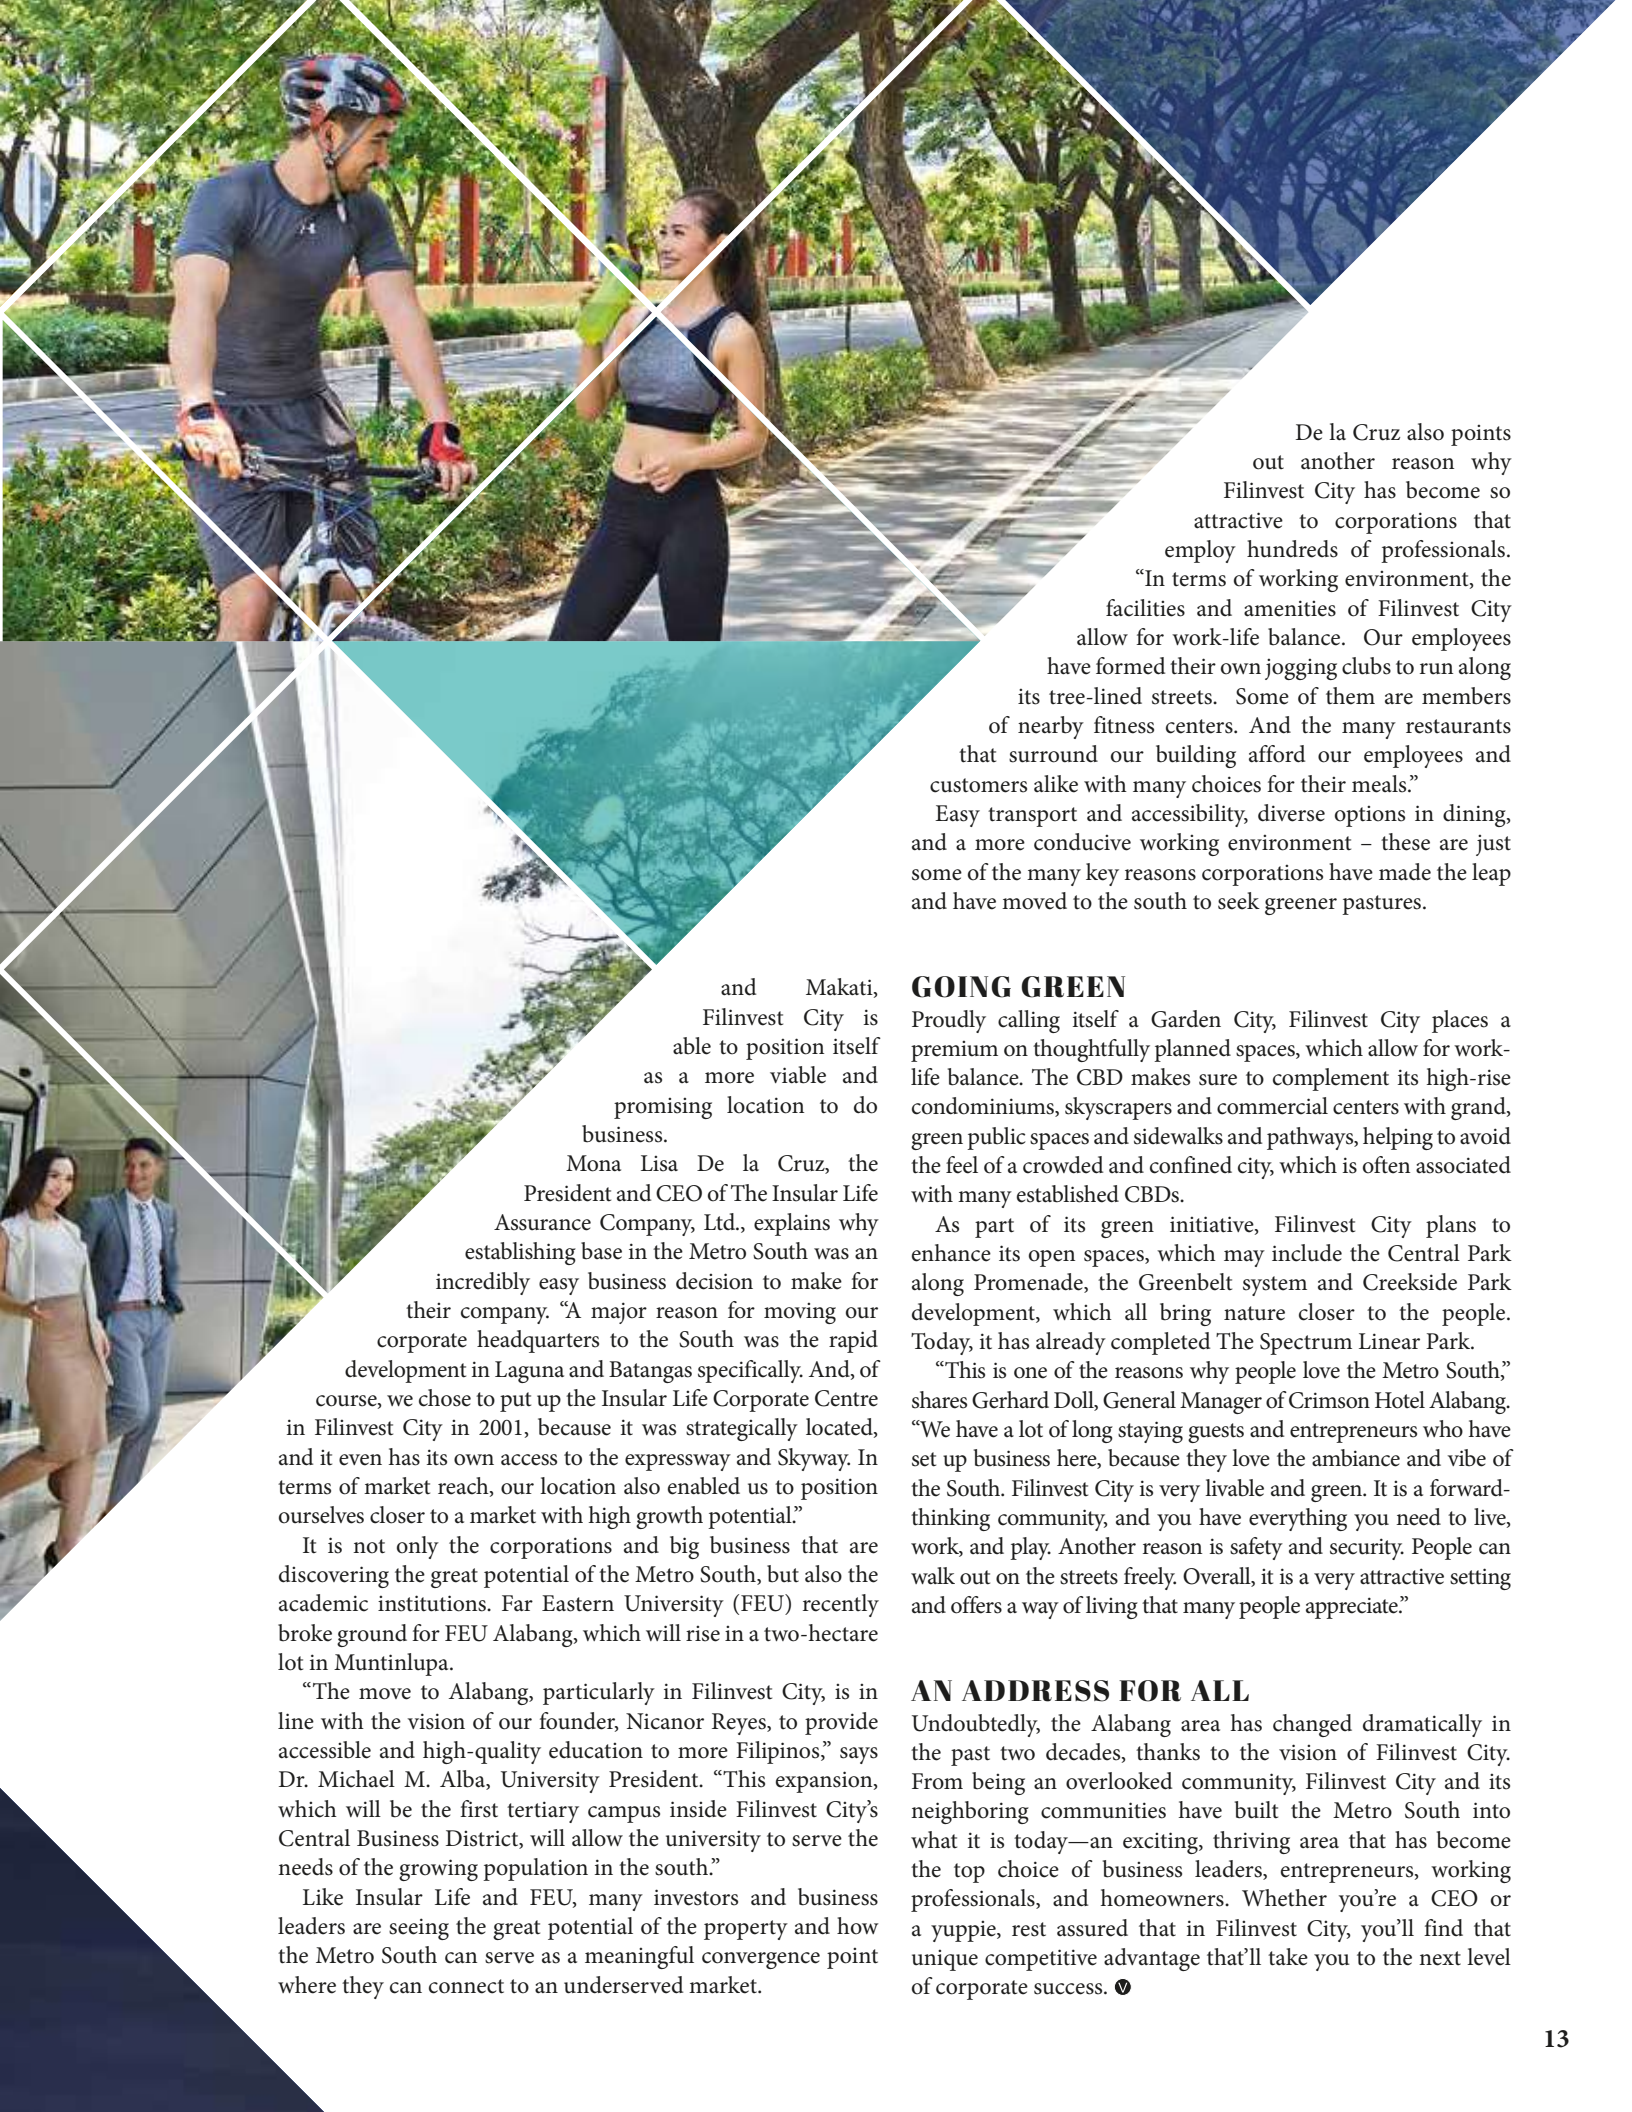 and Makati,
Filinvest City is
able to position itself
as a more viable and
promising location to do
business.
Mona Lisa De la Cruz, the
President and CEO of The Insular Life
Assurance Company, Ltd., explains why
establishing base in the Metro South was an
incredibly easy business decision to make for
their company. “A major reason for moving our
corporate headquarters to the South was the rapid
development in Laguna and Batangas specifically. And, of
course, we chose to put up the Insular Life Corporate Centre
in Filinvest City in 2001, because it was strategically located,
and it even has its own access to the expressway and Skyway. In
terms of market reach, our location also enabled us to position
ourselves closer to a market with high growth potential.”
It is not only the corporations and big business that are
discovering the great potential of the Metro South, but also the
academic institutions. Far Eastern University (FEU) recently
broke ground for FEU Alabang, which will rise in a two-hectare
lot in Muntinlupa.
“The move to Alabang, particularly in Filinvest City, is in
line with the vision of our founder, Nicanor Reyes, to provide
accessible and high-quality education to more Filipinos,” says
Dr. Michael M. Alba, University President. “This expansion,
which will be the first tertiary campus inside Filinvest City’s
Central Business District, will allow the university to serve the
needs of the growing population in the south.”
Like Insular Life and FEU, many investors and business
leaders are seeing the great potential of the property and how
the Metro South can serve as a meaningful convergence point
where they can connect to an underserved market.
De la Cruz also points
out another reason why
Filinvest City has become so
attractive to corporations that
employ hundreds of professionals.
“In terms of working environment, the
facilities and amenities of Filinvest City
allow for work-life balance. Our employees
have formed their own jogging clubs to run along
its tree-lined streets. Some of them are members
of nearby fitness centers. And the many restaurants
that surround our building afford our employees and
customers alike with many choices for their meals.”
Easy transport and accessibility, diverse options in dining,
and a more conducive working environment – these are just
some of the many key reasons corporations have made the leap
and have moved to the south to seek greener pastures.
GOING GREEN
Proudly calling itself a Garden City, Filinvest City places a
premium on thoughtfully planned spaces, which allow for work-
life balance. The CBD makes sure to complement its high-rise
condominiums, skyscrapers and commercial centers with grand,
green public spaces and sidewalks and pathways, helping to avoid
the feel of a crowded and confined city, which is often associated
with many established CBDs.
As part of its green initiative, Filinvest City plans to
enhance its open spaces, which may include the Central Park
along Promenade, the Greenbelt system and Creekside Park
development, which all bring nature closer to the people.
Today, it has already completed The Spectrum Linear Park.
“This is one of the reasons why people love the Metro South,”
shares Gerhard Doll, General Manager of Crimson Hotel Alabang.
“We have a lot of long staying guests and entrepreneurs who have
set up business here, because they love the ambiance and vibe of
the South. Filinvest City is very livable and green. It is a forward-
thinking community, and you have everything you need to live,
work, and play. Another reason is safety and security. People can
walk out on the streets freely. Overall, it is a very attractive setting
and offers a way of living that many people appreciate.”
AN ADDRESS FOR ALL
Undoubtedly, the Alabang area has changed dramatically in
the past two decades, thanks to the vision of Filinvest City.
From being an overlooked community, Filinvest City and its
neighboring communities have built the Metro South into
what it is today—an exciting, thriving area that has become
the top choice of business leaders, entrepreneurs, working
professionals, and homeowners. Whether you’re a CEO or
a yuppie, rest assured that in Filinvest City, you’ll find that
unique competitive advantage that’ll take you to the next level
of corporate success. V
13